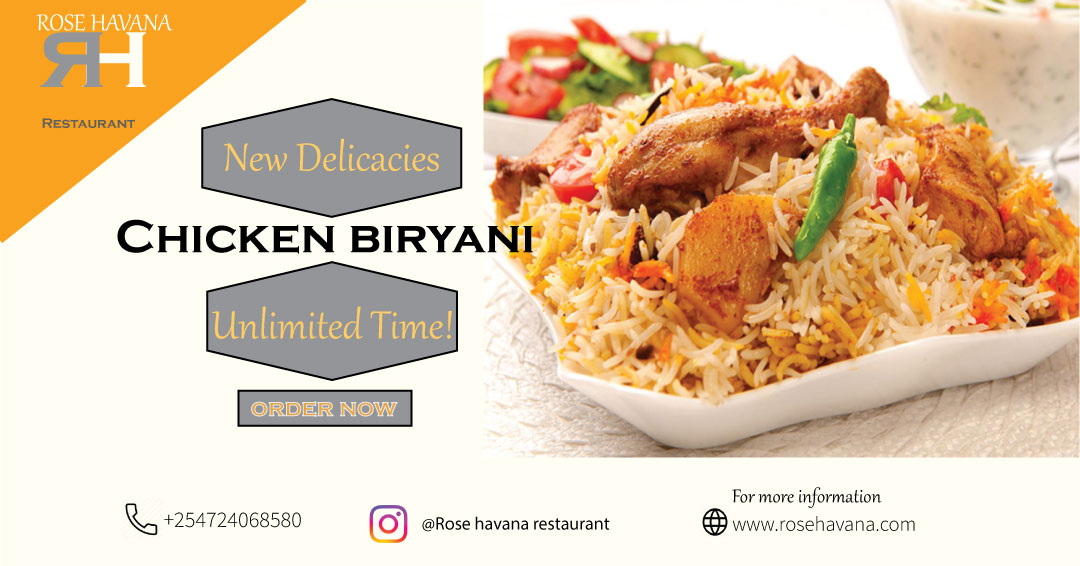 ROSE HAVANA
RH
RESTAURANT
New Delicacies
CHICKEN BIRYANI
Unlimited Time!
ORDER NOW
+254724068580
@Rose havana restaurant
For more information
www.rosehavana.com